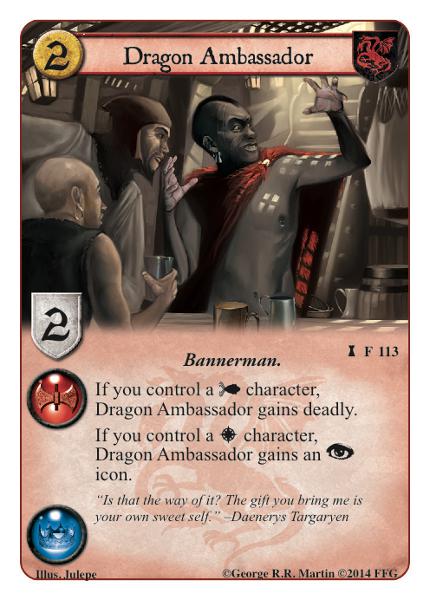 2
Dragon Ambassador
2
Bannerman.
F 113
If you control a character,
Dragon Ambassador gains deadly.
If you control a character,
Dragon Ambassador gains an
icon.
“Is that the way of it? The gift you bring me is
your own sweet self.” –Daenerys Targaryen
Illus. Julepe
©George R.R. Martin ©2014 FFG